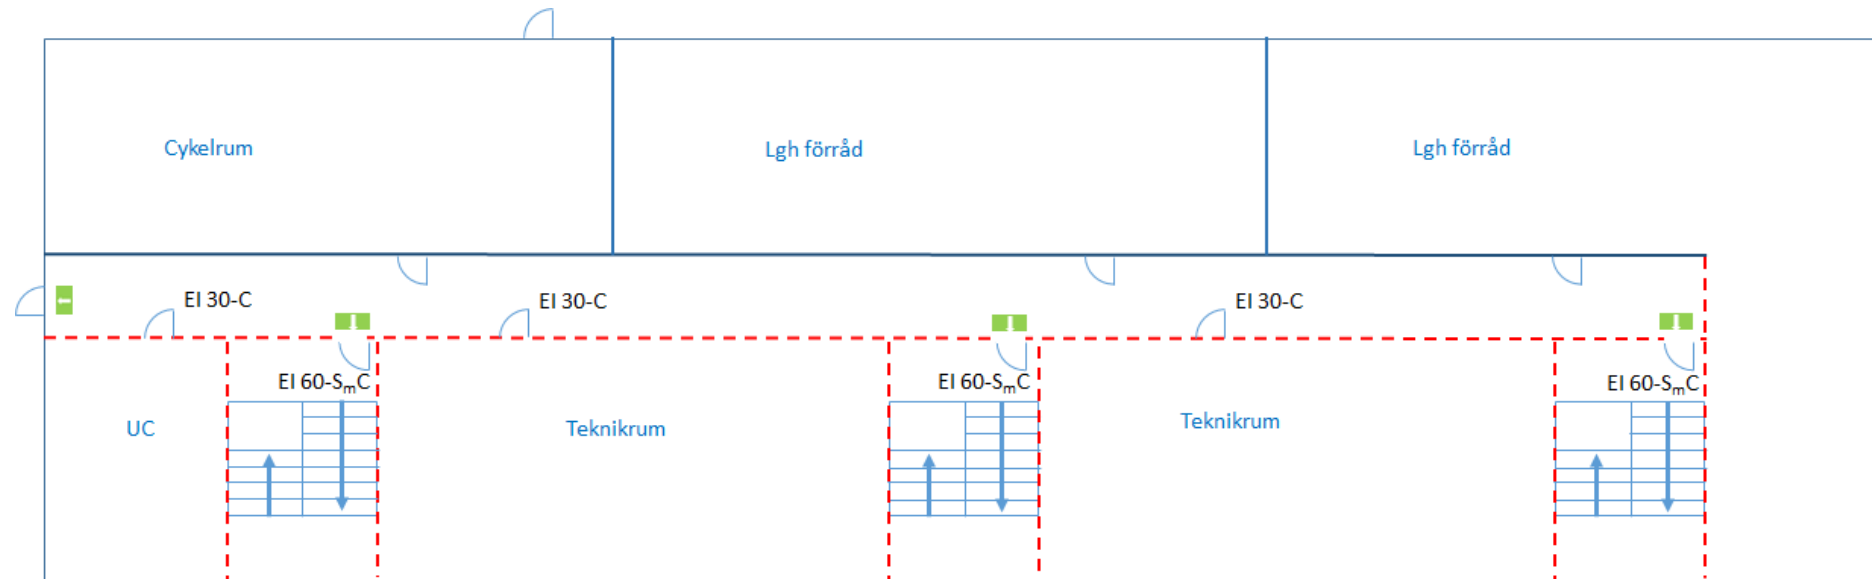 Cykelrum
Lgh förråd
Lgh förråd
EI 30-C
EI 30-C
EI 30-C
EI 60-SmC
EI 60-SmC
EI 60-SmC
UC
Teknikrum
Teknikrum